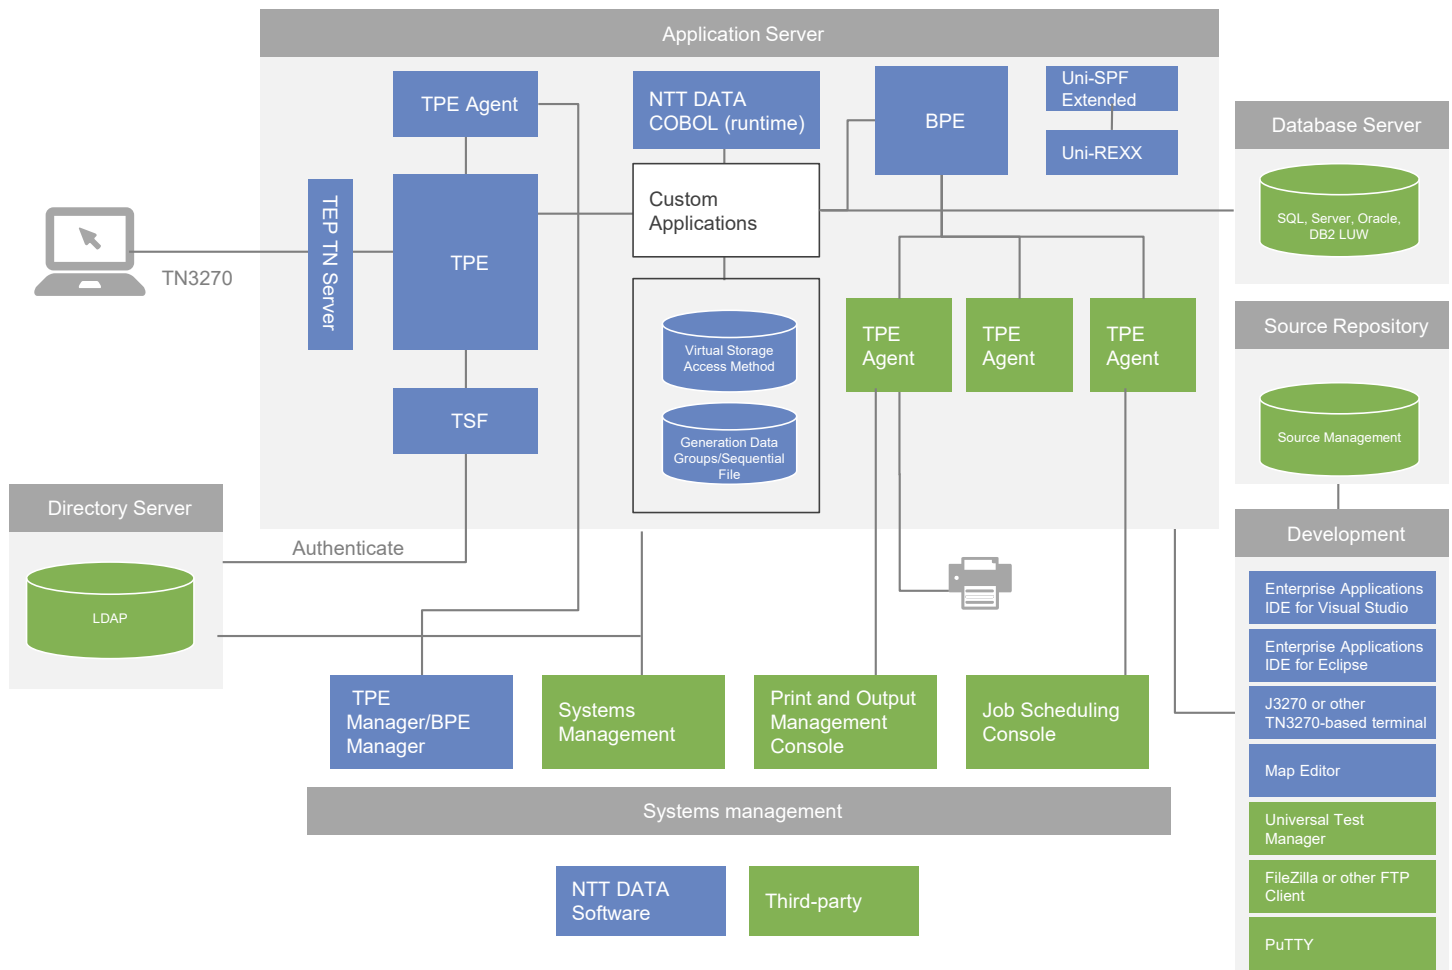 Application Server
TPE Agent
NTT DATA
COBOL (runtime)
BPE
Uni-SPF
Extended
Uni-REXX
Database Server
SQL, Server, Oracle,
DB2 LUW
Custom
Applications
TEP TN Server
TPE
TN3270
Virtual Storage
Access Method
Generation Data
Groups/Sequential
File
TPE
Agent
TPE
Agent
TPE
Agent
Source Repository
Source Management
TSF
Directory Server
LDAP
Authenticate
Development
Enterprise Applications
IDE for Visual Studio
Enterprise Applications
IDE for Eclipse
J3270 or other
TN3270-based terminal
Map Editor
Universal Test
Manager
FileZilla or other FTP
Client
PuTTY
TPE
Manager/BPE
Manager
Systems
Management
Print and Output
Management
Console
Job Scheduling
Console
Systems management
NTT DATA
Software
Third-party